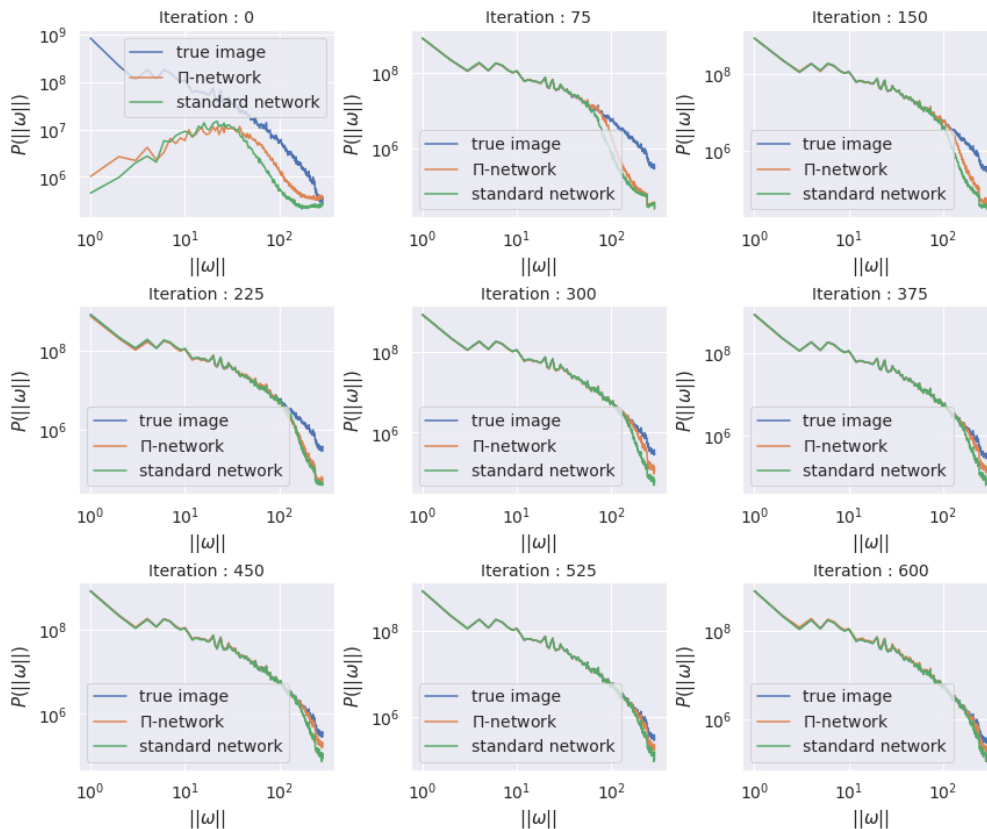 Iteration : 0
10^9
10^8
10^7
10^6
P(||ω||)
true image
Π-network
standard network
10^0 10^1 10^2
||ω||
Iteration : 75
10^8
10^6
P(||ω||)
true image
Π-network
standard network
10^0 10^1 10^2
||ω||
Iteration : 150
10^8
10^6
P(||ω||)
true image
Π-network
standard network
10^0 10^1 10^2
||ω||
Iteration : 225
10^8
10^6
P(||ω||)
true image
Π-network
standard network
10^0 10^1 10^2
||ω||
Iteration : 300
10^8
10^6
P(||ω||)
true image
Π-network
standard network
10^0 10^1 10^2
||ω||
Iteration : 375
10^8
10^6
P(||ω||)
true image
Π-network
standard network
10^0 10^1 10^2
||ω||
Iteration : 450
10^8
10^6
P(||ω||)
true image
Π-network
standard network
10^0 10^1 10^2
||ω||
Iteration : 525
10^8
10^6
P(||ω||)
true image
Π-network
standard network
10^0 10^1 10^2
||ω||
Iteration : 600
10^8
10^6
P(||ω||)
true image
Π-network
standard network
10^0 10^1 10^2
||ω||